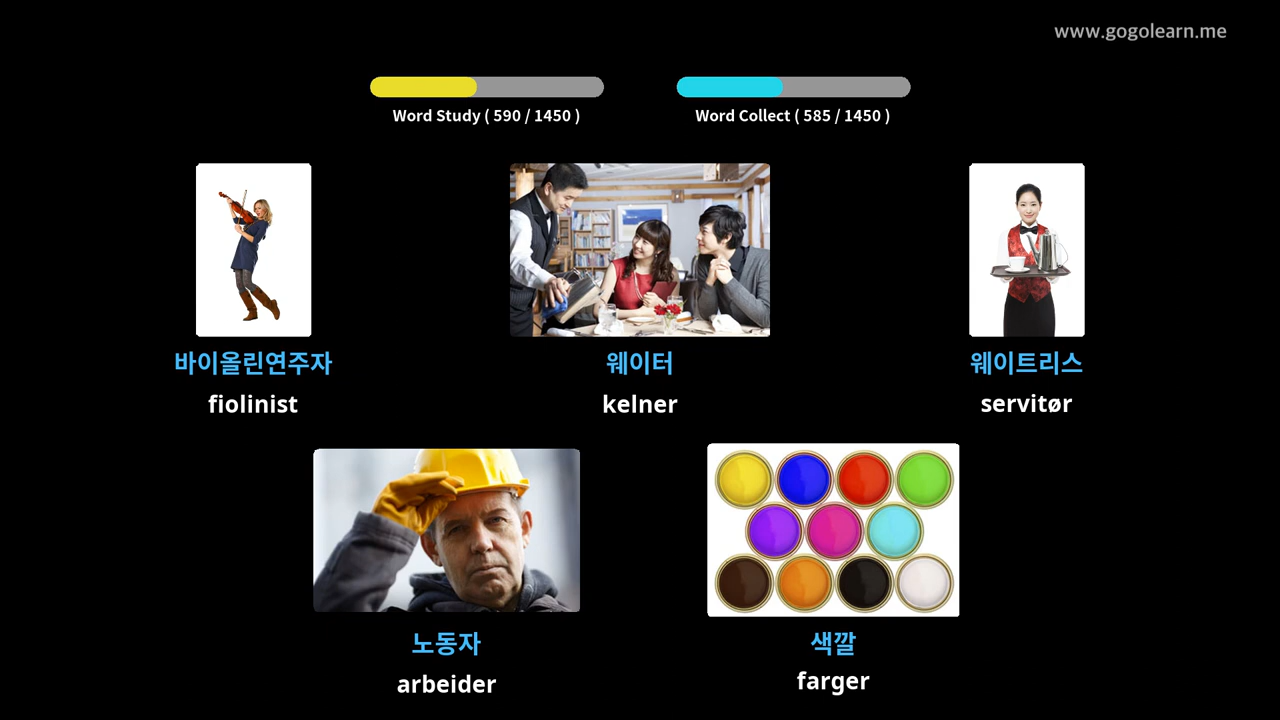 www.gogolearn.me
Word Study ( 590 / 1450 )
Word Collect ( 585 / 1450 )
바이올린연주자
fiolinist
웨이터
kelner
웨이트리스
servitør
노동자
arbeider
색깔
farger